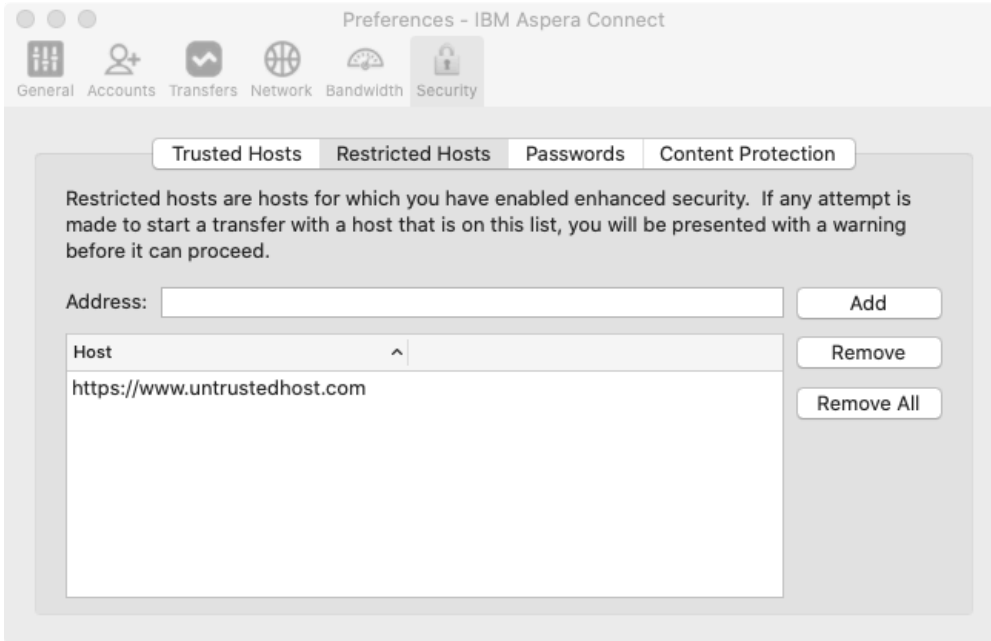 Preferences - IBM Aspera Connect
General Accounts Transfers Network Bandwidth Security
Trusted Hosts Restricted Hosts Passwords Content Protection
Restricted hosts are hosts for which you have enabled enhanced security.  If any attempt is
made to start a transfer with a host that is on this list, you will be presented with a warning
before it can proceed.
Address: Add
Host Remove
https://www.untrustedhost.com
Remove All